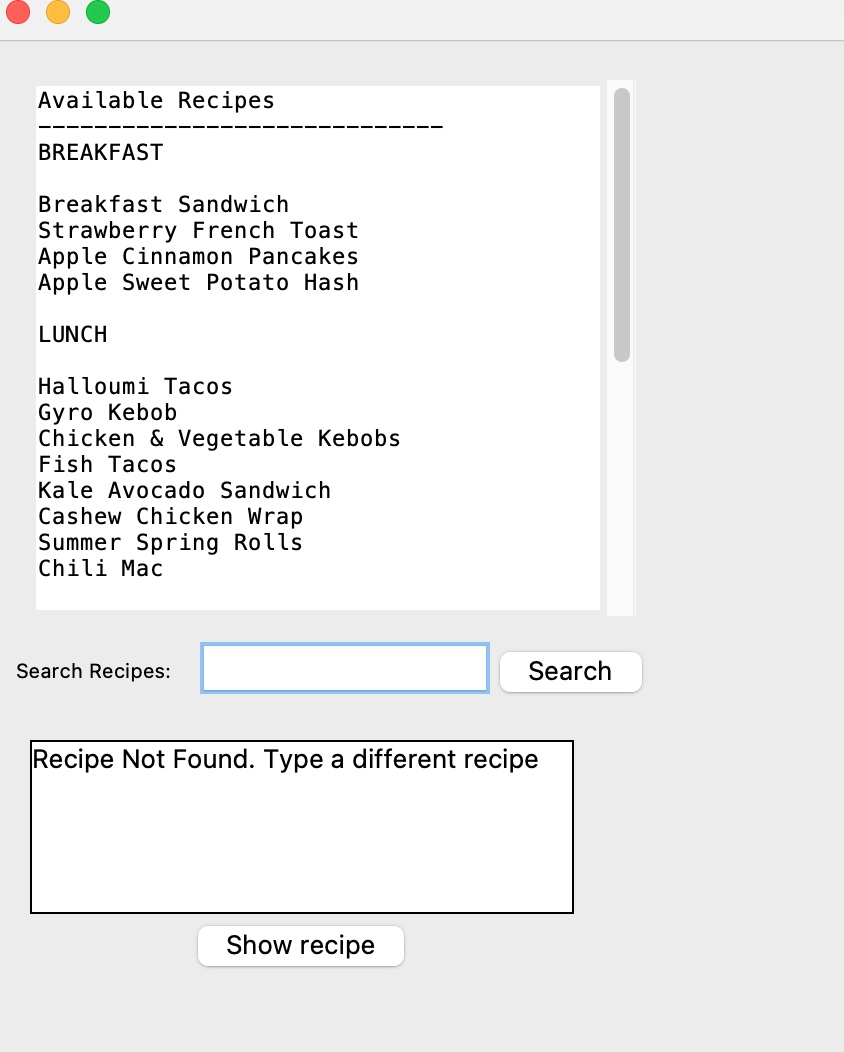 Available Recipes
-----------------------------
BREAKFAST
Breakfast Sandwich
Strawberry French Toast
Apple Cinnamon Pancakes
Apple Sweet Potato Hash
LUNCH
Halloumi Tacos
Gyro Kebob
Chicken & Vegetable Kebobs
Fish Tacos
Kale Avocado Sandwich
Cashew Chicken Wrap
Summer Spring Rolls
Chili Mac
Search Recipes: Search
Recipe Not Found. Type a different recipe
Show recipe